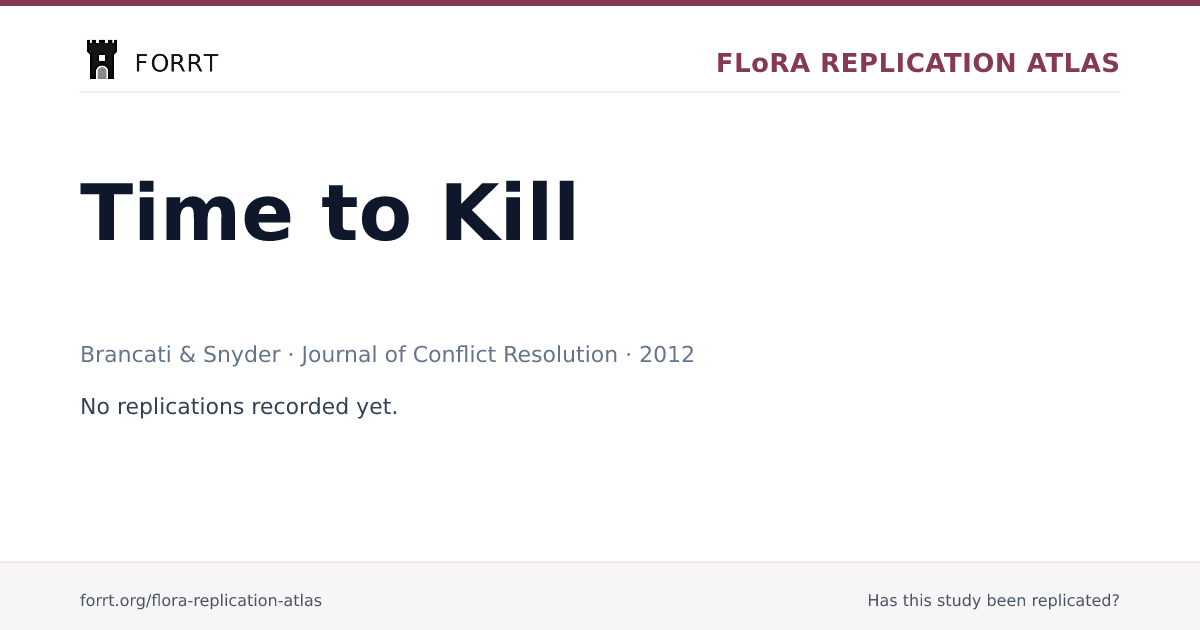 FORRT
FLoRA REPLICATION ATLAS
Time to Kill
Brancati & Snyder · Journal of Conflict Resolution · 2012
No replications recorded yet.
forrt.org/flora-replication-atlas
Has this study been replicated?